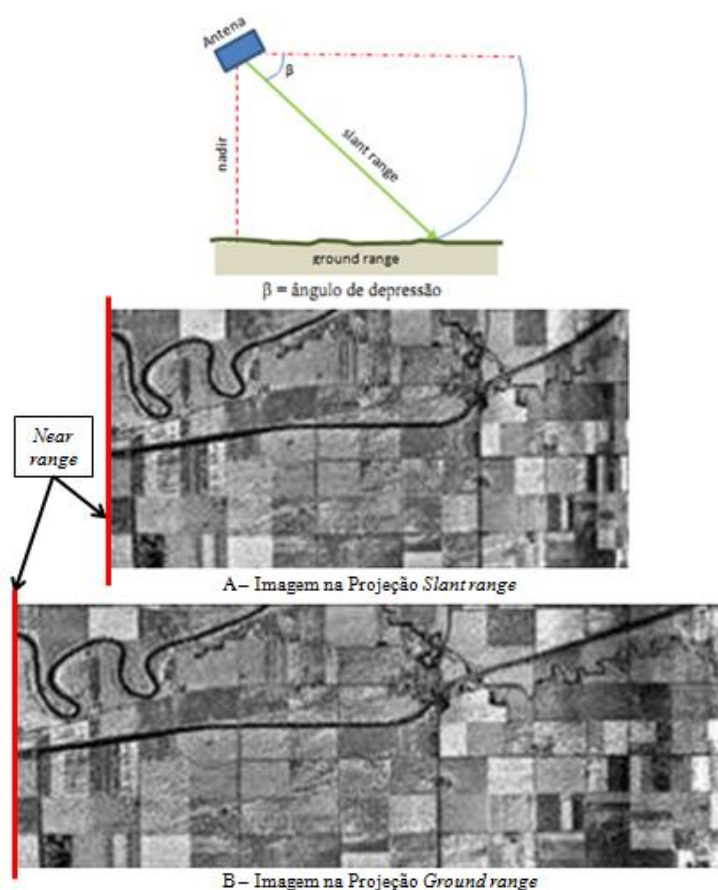 Antena
β
nadir
slant range
ground range
β = ângulo de depressão
Near
range
A – Imagem na Projeção Slant range
B – Imagem na Projeção Ground range